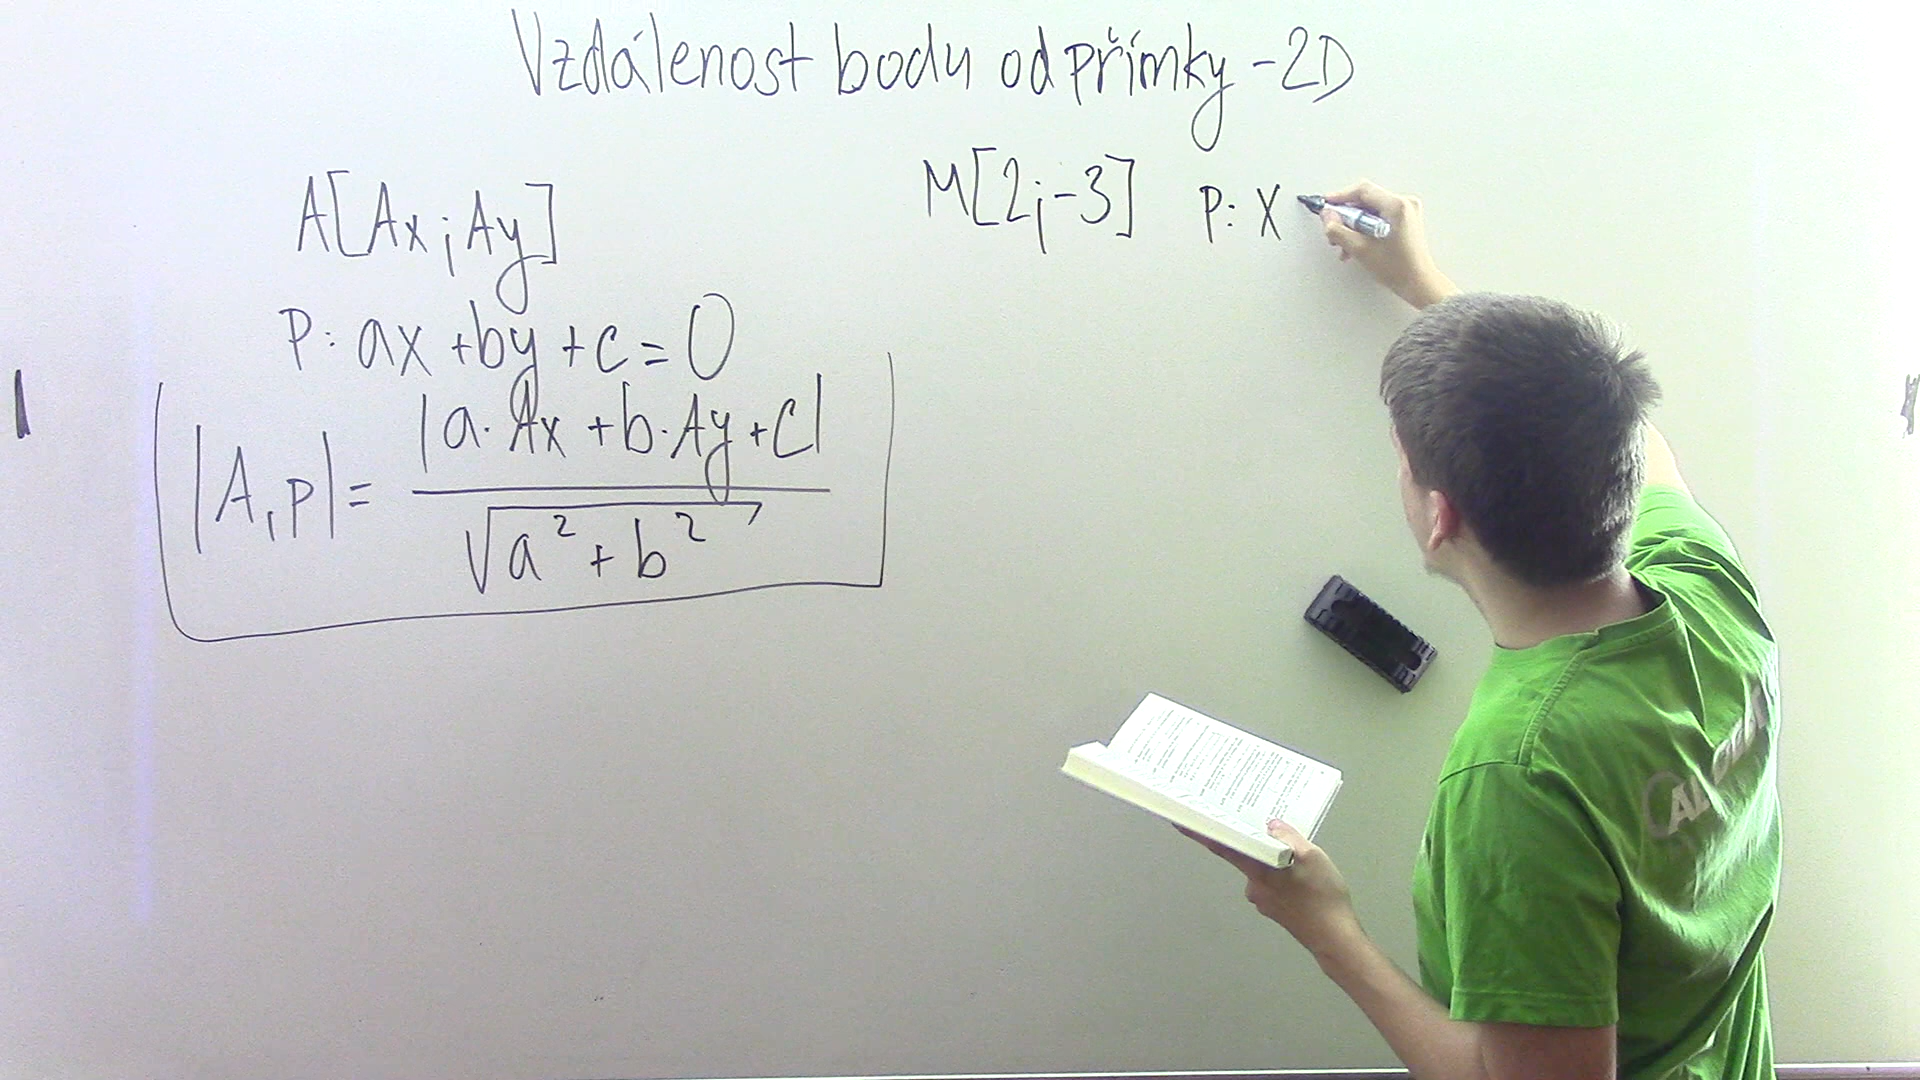 Vzdálenost bodu od přímky - 2D
A[Ax;Ay]
p: ax + by + c = 0
|A,p| = |a·Ax + b·Ay + c| / √a² + b²
M[2;-3] p: x